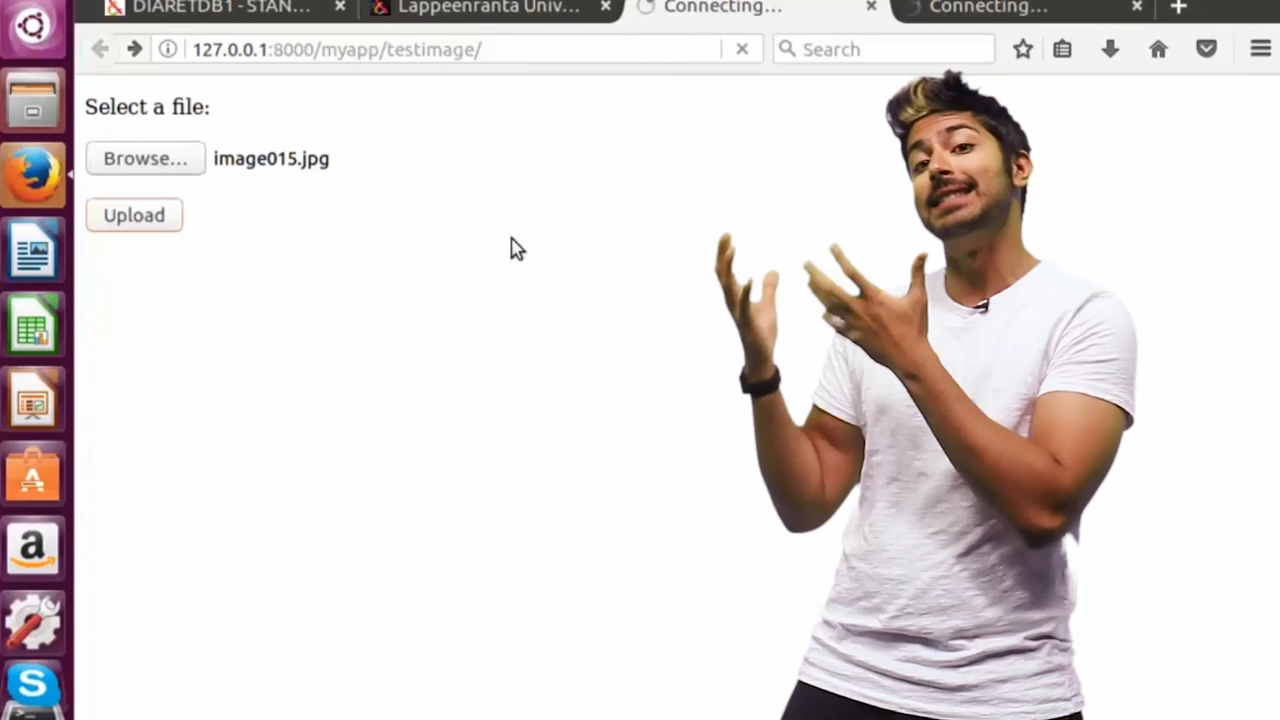 DIARETDB1 - STAN...
Lappeenranta Univ...
Connecting...
Connecting...
127.0.0.1:8000/myapp/testimage/
Search
Select a file:
Browse...
image015.jpg
Upload